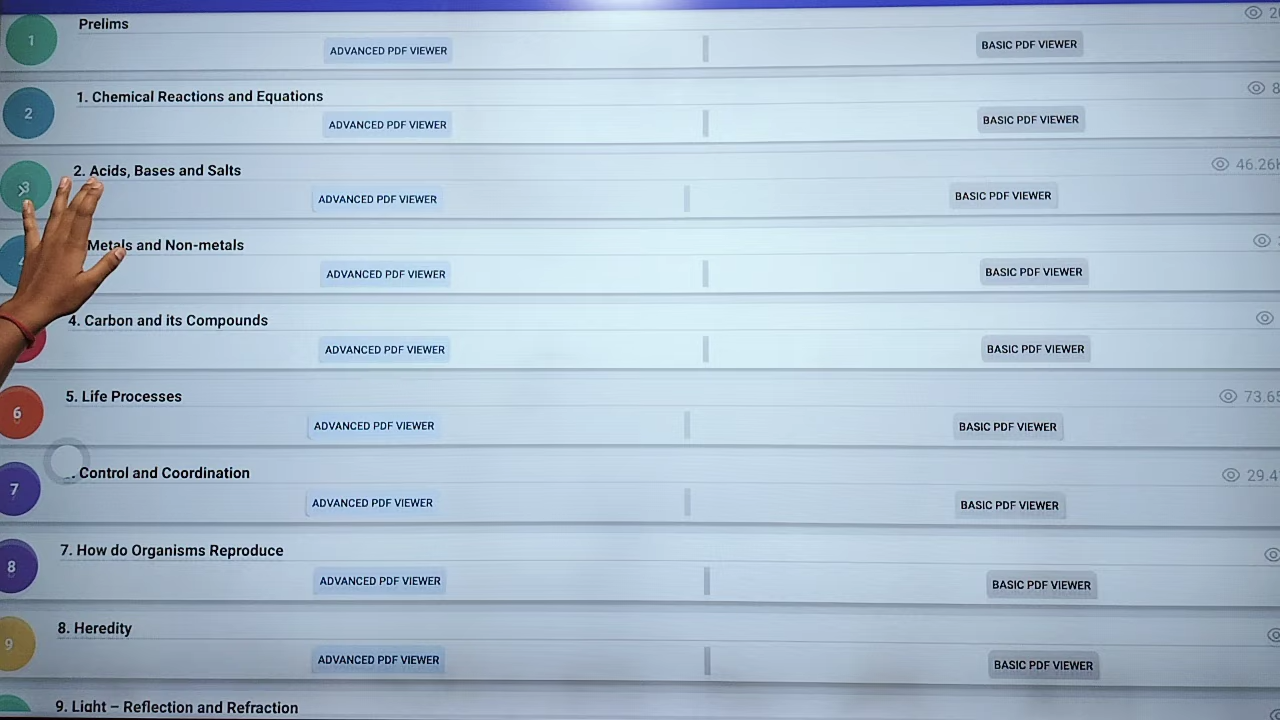 Prelims
1
ADVANCED PDF VIEWER
BASIC PDF VIEWER
1. Chemical Reactions and Equations
2
8
ADVANCED PDF VIEWER
BASIC PDF VIEWER
2. Acids, Bases and Salts
3
46.26
ADVANCED PDF VIEWER
BASIC PDF VIEWER
Metals and Non-metals
ADVANCED PDF VIEWER
BASIC PDF VIEWER
4. Carbon and its Compounds
ADVANCED PDF VIEWER
BASIC PDF VIEWER
5. Life Processes
6
73.65
ADVANCED PDF VIEWER
BASIC PDF VIEWER
Control and Coordination
7
29.4
ADVANCED PDF VIEWER
BASIC PDF VIEWER
7. How do Organisms Reproduce
8
ADVANCED PDF VIEWER
BASIC PDF VIEWER
8. Heredity
9
ADVANCED PDF VIEWER
BASIC PDF VIEWER
9. Light – Reflection and Refraction